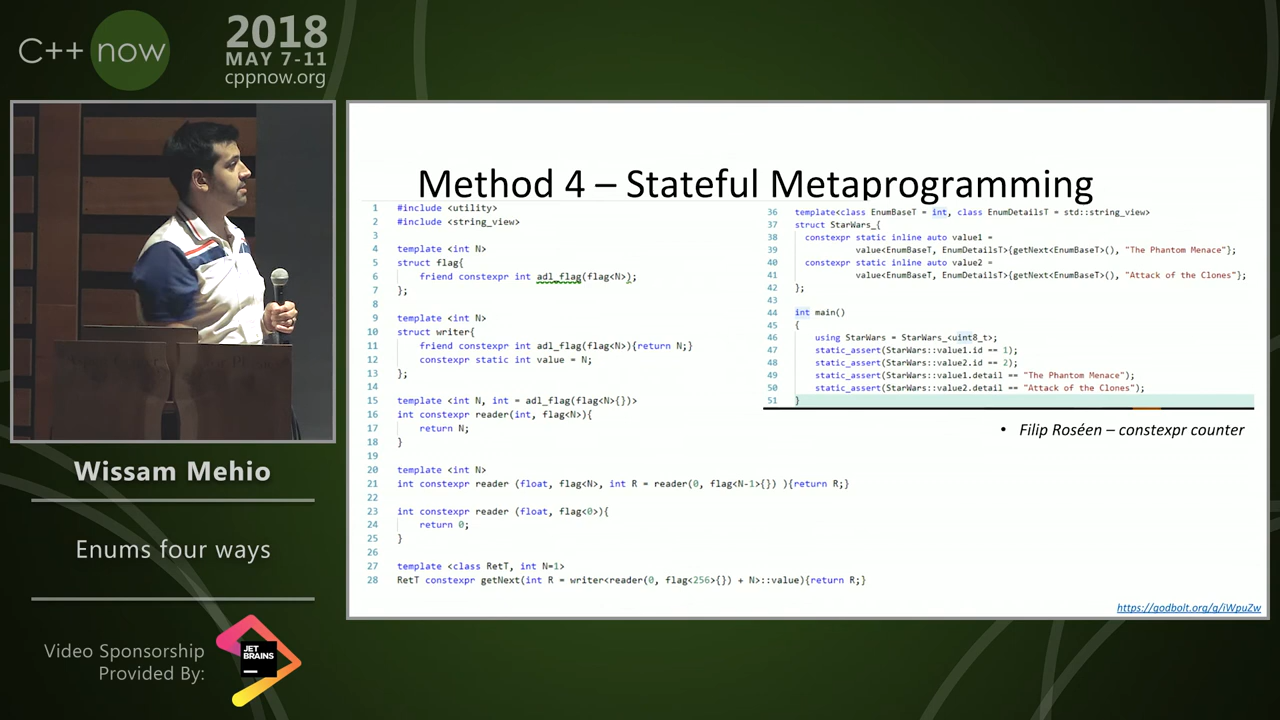 C++ now
2018
MAY 7-11
cppnow.org
Method 4 – Stateful Metaprogramming
1 #include <utility>
2 #include <string_view>
3
4 template <int N>
5 struct flag{
6 friend constexpr int adl_flag(flag<N>);
7 };
8
9 template <int N>
10 struct writer{
11 friend constexpr int adl_flag(flag<N>){return N;}
12 constexpr static int value = N;
13 };
14
15 template <int N, int = adl_flag(flag<N>{})>
16 int constexpr reader(int, flag<N>){
17 return N;
18 }
19
20 template <int N>
21 int constexpr reader (float, flag<N>, int R = reader(0, flag<N-1>{}) ){return R;}
22
23 int constexpr reader (float, flag<0>){
24 return 0;
25 }
26
27 template <class RetT, int N=1>
28 RetT constexpr getNext(int R = writer<reader(0, flag<256>{}) + N>::value){return R;}
36 template<class EnumBaseT = int, class EnumDetailsT = std::string_view>
37 struct StarWars_{
38 constexpr static inline auto value1 =
39 value<EnumBaseT, EnumDetailsT>{getNext<EnumBaseT>(), "The Phantom Menace"};
40 constexpr static inline auto value2 =
41 value<EnumBaseT, EnumDetailsT>{getNext<EnumBaseT>(), "Attack of the Clones"};
42 };
43
44 int main()
45 {
46 using StarWars = StarWars_<uint8_t>;
47 static_assert(StarWars::value1.id == 1);
48 static_assert(StarWars::value2.id == 2);
49 static_assert(StarWars::value1.detail == "The Phantom Menace");
50 static_assert(StarWars::value2.detail == "Attack of the Clones");
51 }
• Filip Roséen – constexpr counter
https://godbolt.org/g/iWpuZw
Wissam Mehio
Enums four ways
Video Sponsorship
Provided By:
JET
BRAINS